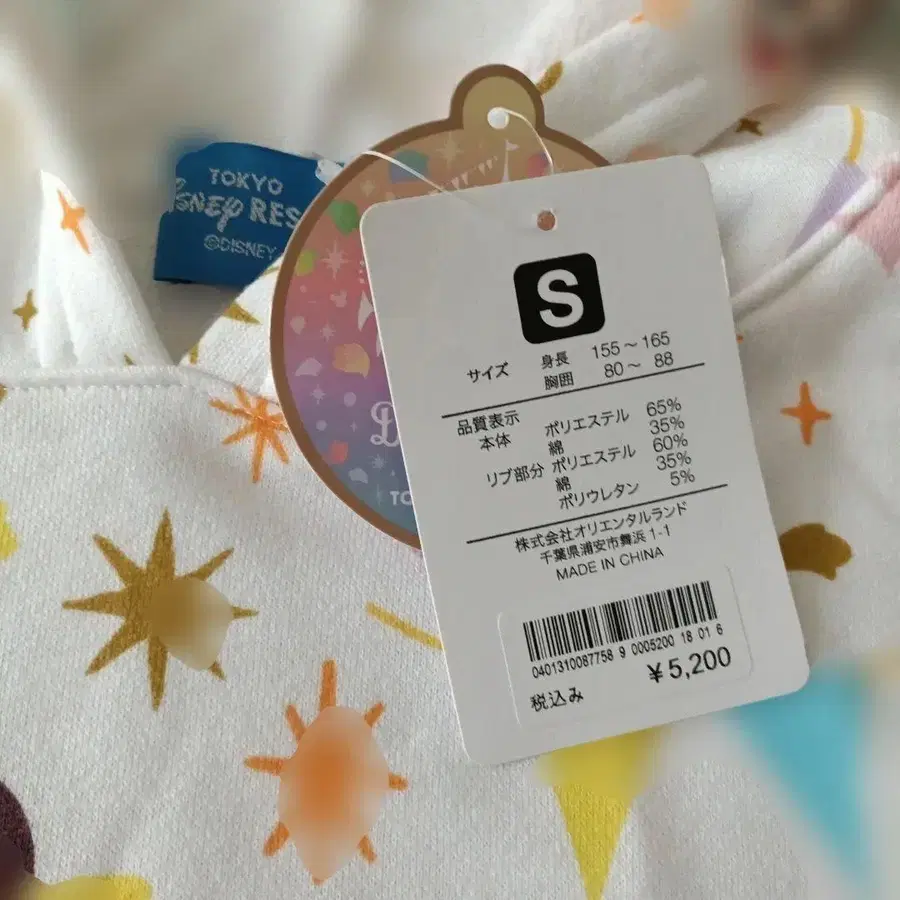 TOKYO
DISNEY RES
©DISNEY
D
TO
S
サイズ 身長 155～165
胸囲 80～ 88
品質表示
本体 ポリエステル 65%
綿 35%
リブ部分 ポリエステル 60%
綿 35%
ポリウレタン 5%
株式会社オリエンタルランド
千葉県浦安市舞浜 1-1
MADE IN CHINA
0401310087758 9 0005200 18 01 6
¥5,200
税込み